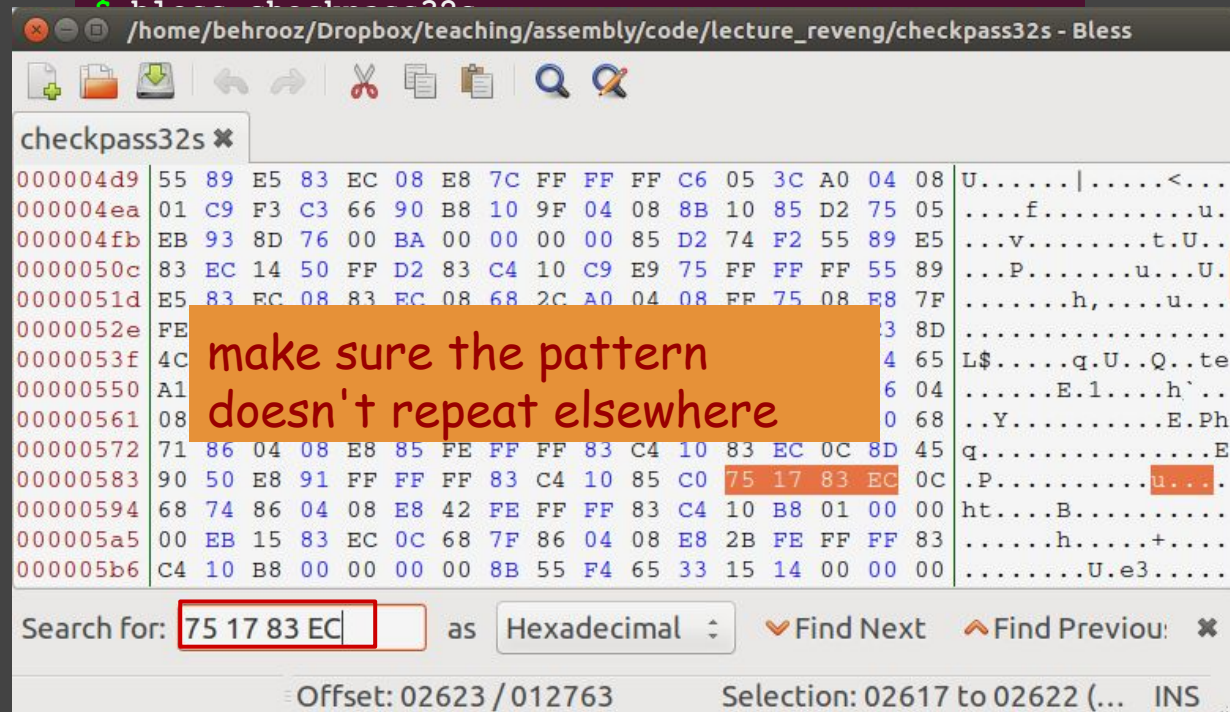 $ bless checkpass32s
/home/behrooz/Dropbox/teaching/assembly/code/lecture_reveng/checkpass32s - Bless
checkpass32s
000004d9 55 89 E5 83 EC 08 E8 7C FF FF FF C6 05 3C A0 04 08 U......|.....<...
000004ea 01 C9 F3 C3 66 90 B8 10 9F 04 08 8B 10 85 D2 75 05 ....f..........u.
000004fb EB 93 8D 76 00 BA 00 00 00 00 85 D2 74 F2 55 89 E5 ...v........t.U..
0000050c 83 EC 14 50 FF D2 83 C4 10 C9 E9 75 FF FF FF 55 89 ...P.......u...U.
0000051d E5 83 EC 08 83 EC 08 68 2C A0 04 08 FF 75 08 E8 7F .......h,....u...
0000052e FE 8D .................
0000053f 4C 65 L$.....q.U..Q..te
00000550 A1 04 ......E.1....h`..
00000561 08 68 ..Y..........E.Ph
make sure the pattern
doesn't repeat elsewhere
00000572 71 86 04 08 E8 85 FE FF FF 83 C4 10 83 EC 0C 8D 45 q...............E
00000583 90 50 E8 91 FF FF FF 83 C4 10 85 C0 75 17 83 EC 0C .P..........u....
00000594 68 74 86 04 08 E8 42 FE FF FF 83 C4 10 B8 01 00 00 ht....B..........
000005a5 00 EB 15 83 EC 0C 68 7F 86 04 08 E8 2B FE FF FF 83 ......h.....+....
000005b6 C4 10 B8 00 00 00 00 8B 55 F4 65 33 15 14 00 00 00 ........U.e3.....
Search for: 75 17 83 EC as Hexadecimal Find Next Find Previou
Offset: 02623 / 012763 Selection: 02617 to 02622 (... INS